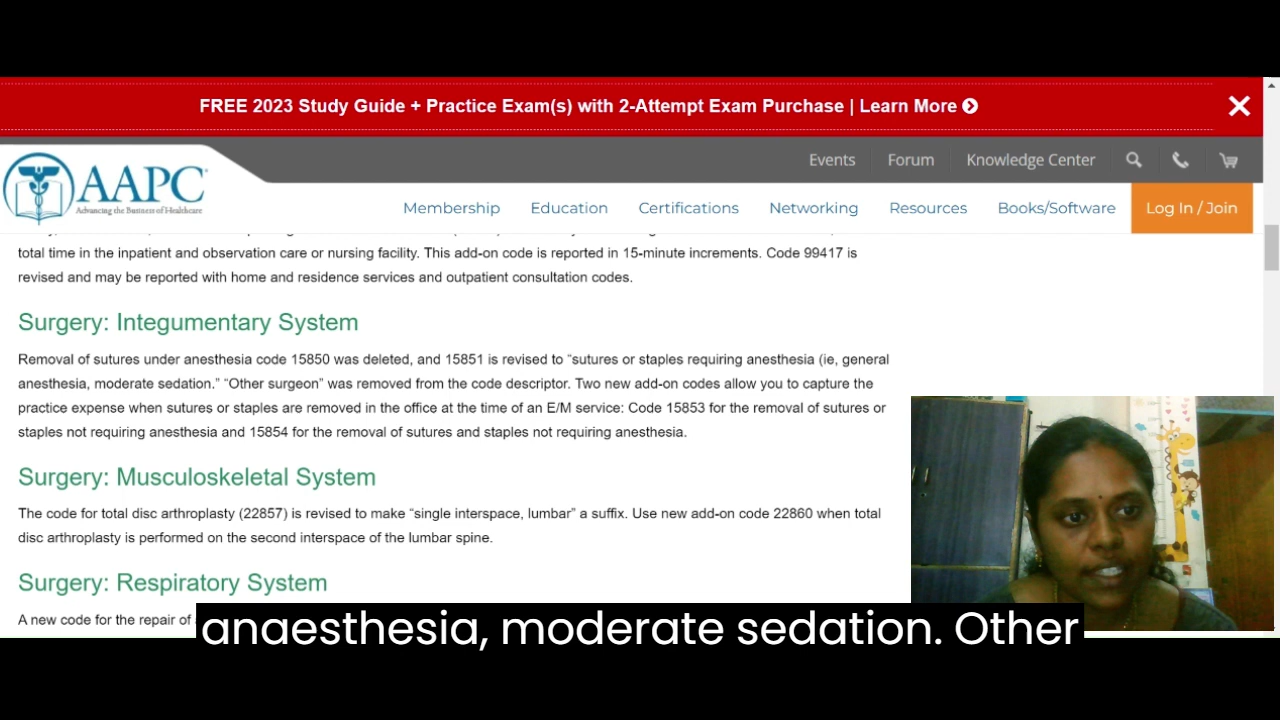 FREE 2023 Study Guide + Practice Exam(s) with 2-Attempt Exam Purchase | Learn More
Events Forum Knowledge Center
AAPC
Advancing the Business of Healthcare
Membership Education Certifications Networking Resources Books/Software Log In / Join
total time in the inpatient and observation care or nursing facility. This add-on code is reported in 15-minute increments. Code 99417 is
revised and may be reported with home and residence services and outpatient consultation codes.
Surgery: Integumentary System
Removal of sutures under anesthesia code 15850 was deleted, and 15851 is revised to “sutures or staples requiring anesthesia (ie, general
anesthesia, moderate sedation.” “Other surgeon” was removed from the code descriptor. Two new add-on codes allow you to capture the
practice expense when sutures or staples are removed in the office at the time of an E/M service: Code 15853 for the removal of sutures or
staples not requiring anesthesia and 15854 for the removal of sutures and staples not requiring anesthesia.
Surgery: Musculoskeletal System
The code for total disc arthroplasty (22857) is revised to make “single interspace, lumbar” a suffix. Use new add-on code 22860 when total
disc arthroplasty is performed on the second interspace of the lumbar spine.
Surgery: Respiratory System
A new code for the repair of
anaesthesia, moderate sedation. Other